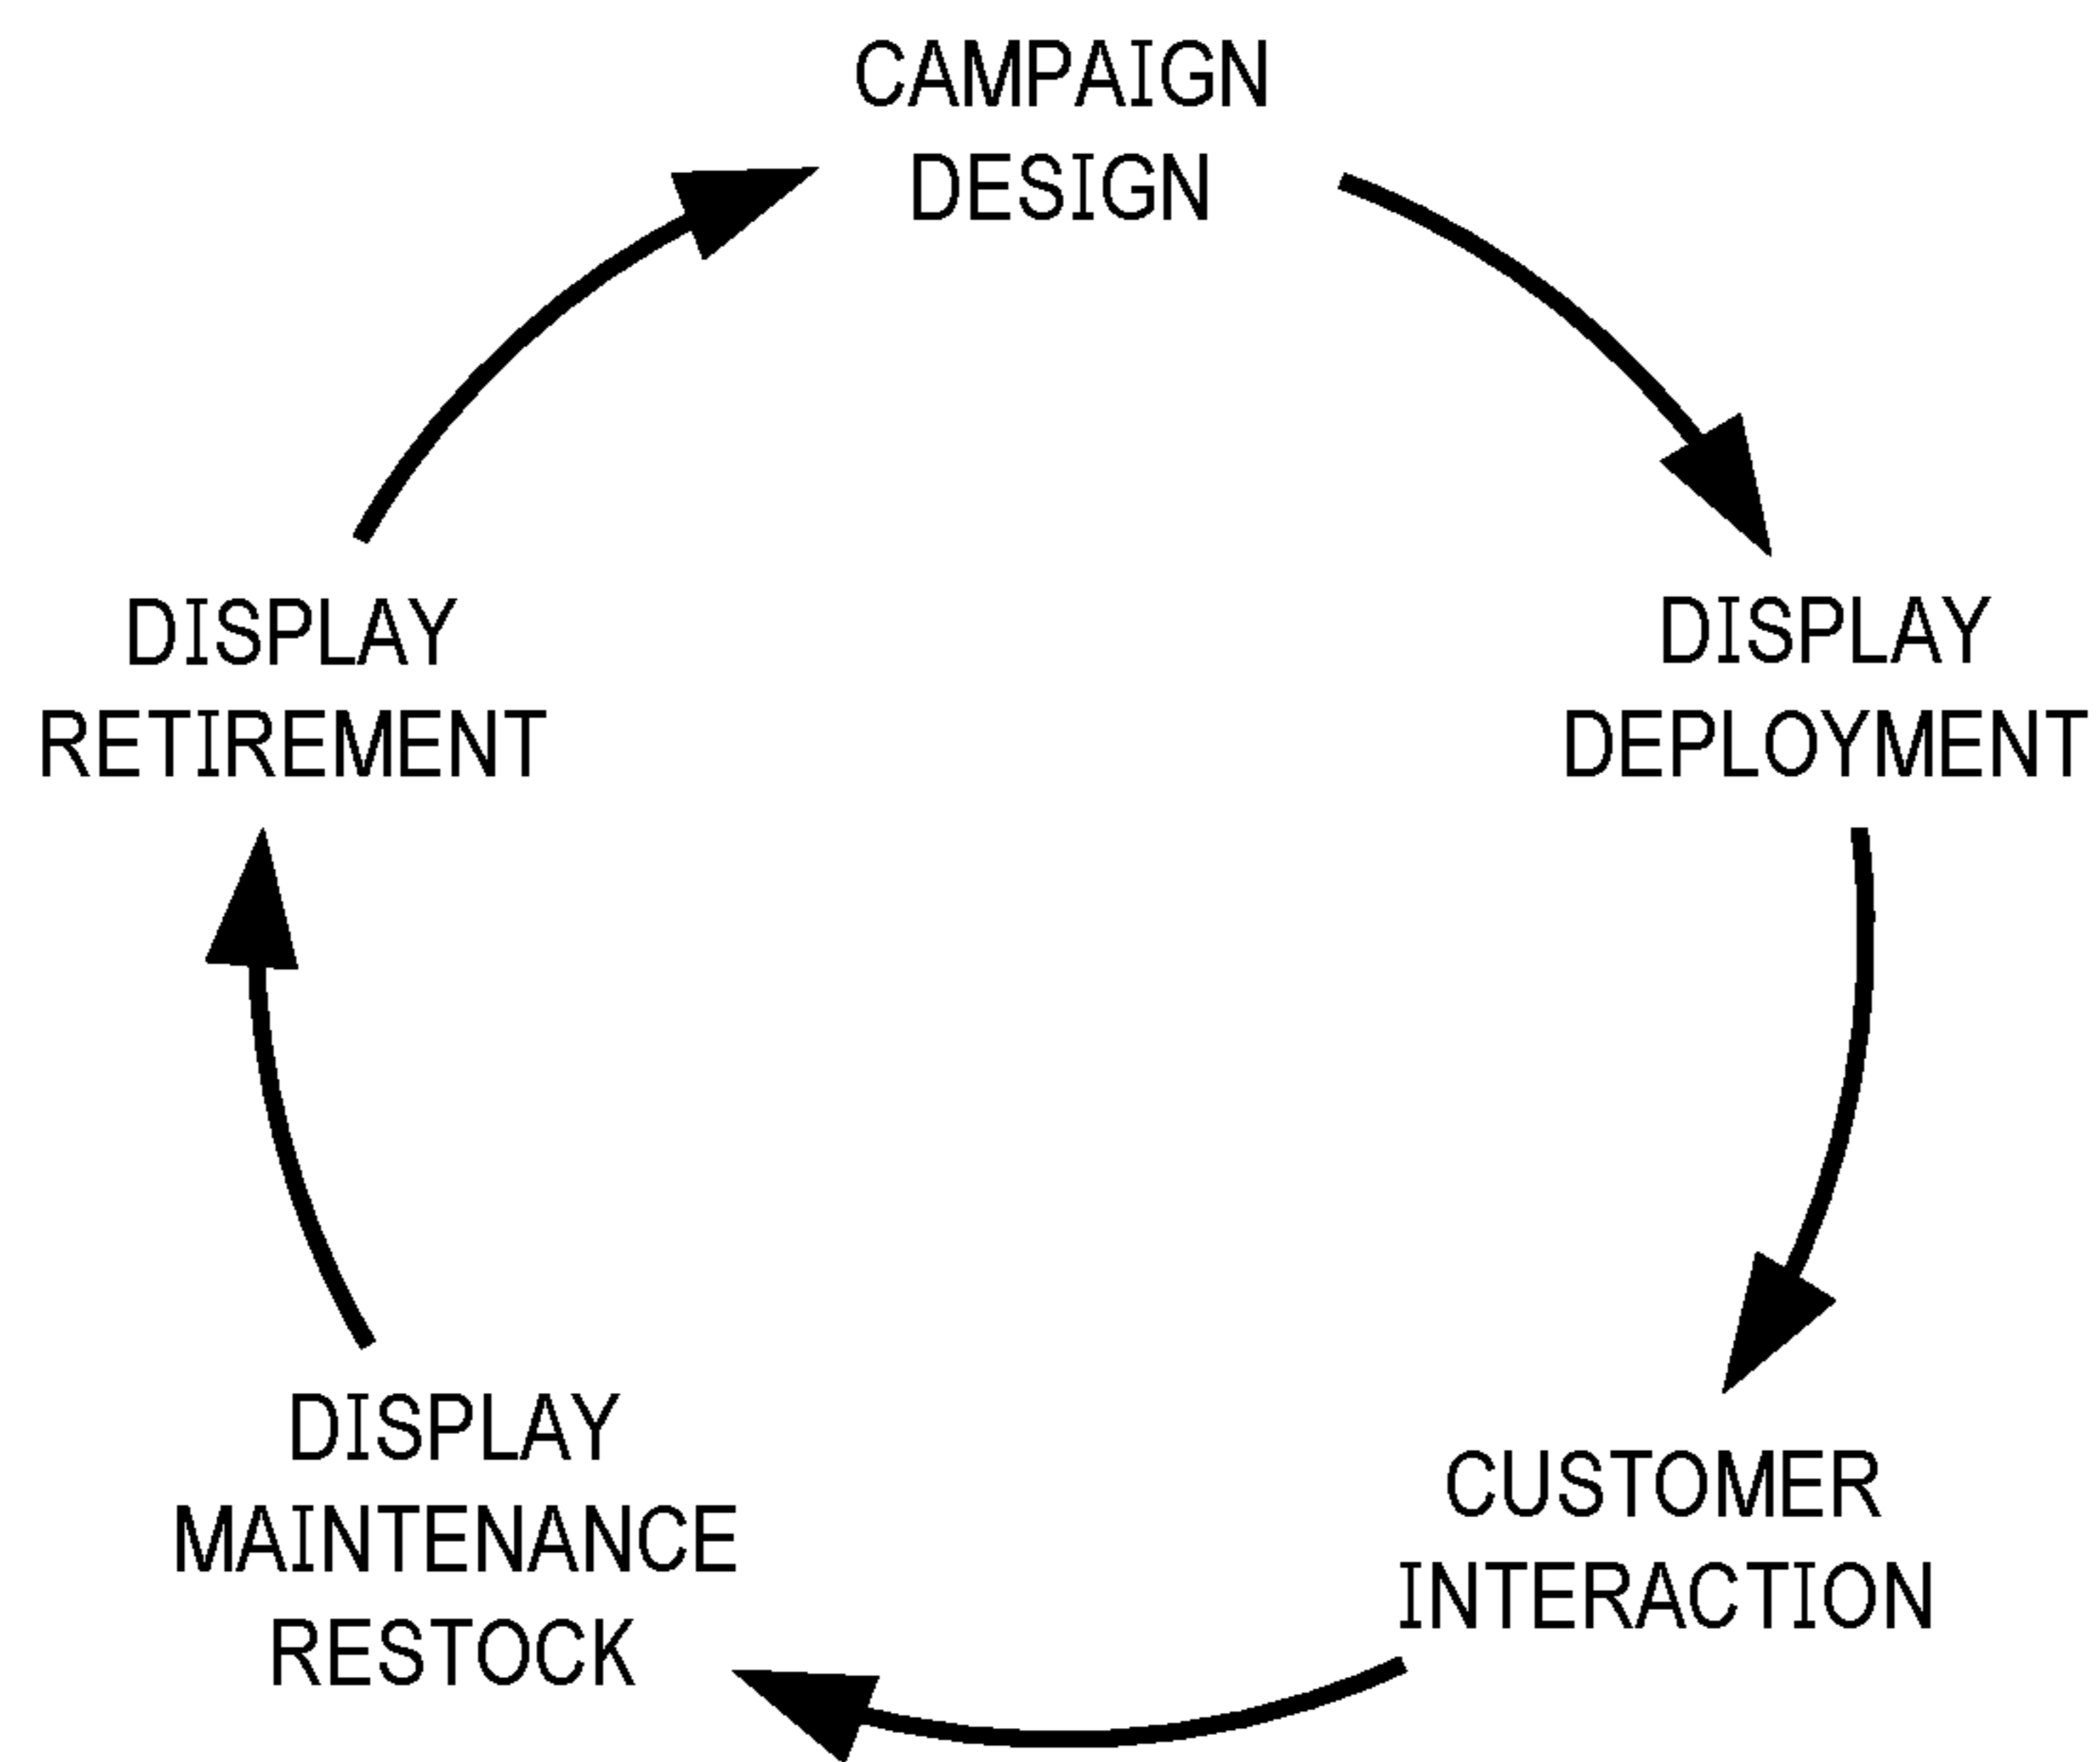 CAMPAIGN
DESIGN
DISPLAY
DEPLOYMENT
CUSTOMER
INTERACTION
DISPLAY
MAINTENANCE
RESTOCK
DISPLAY
RETIREMENT